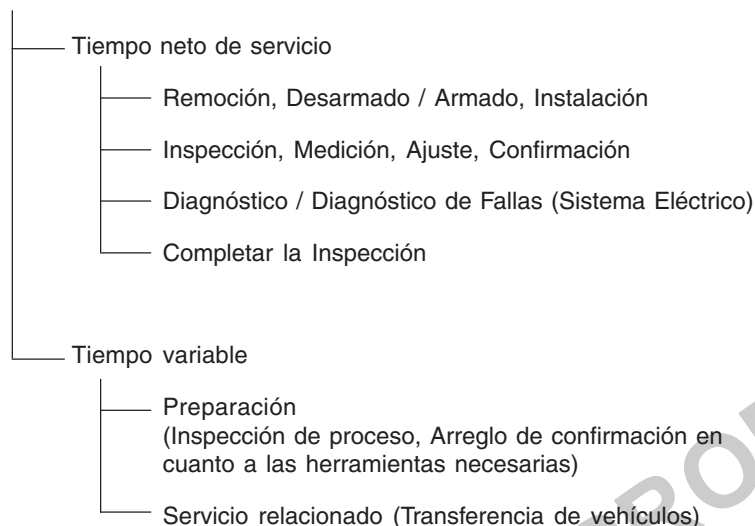 Tiempo neto de servicio
Remoción, Desarmado / Armado, Instalación
Inspección, Medición, Ajuste, Confirmación
Diagnóstico / Diagnóstico de Fallas (Sistema Eléctrico)
Completar la Inspección
Tiempo variable
Preparación
(Inspección de proceso, Arreglo de confirmación en
cuanto a las herramientas necesarias)
Servicio relacionado (Transferencia de vehículos)